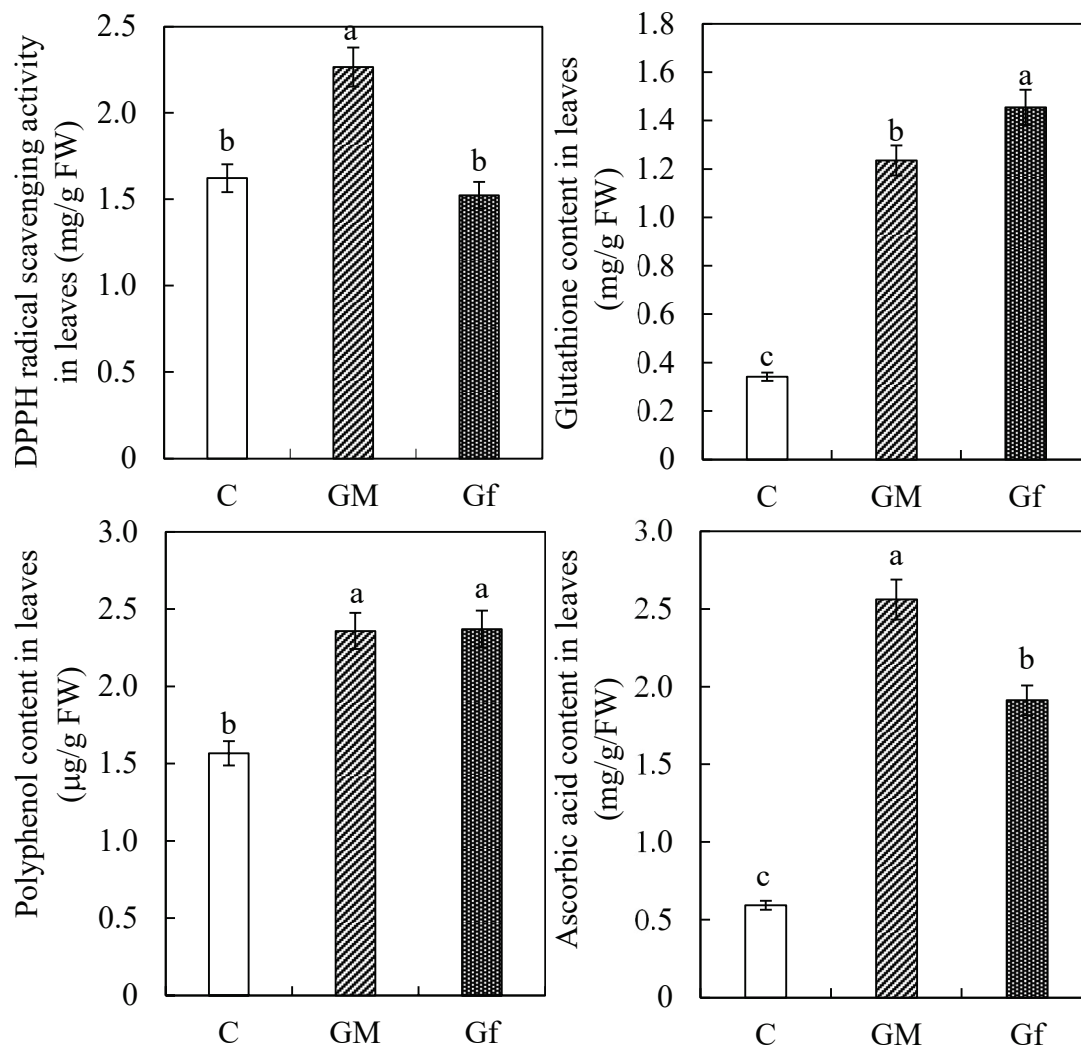 DPPH radical scavenging activity
in leaves (mg/g FW)
2.5
2.0
1.5
1.0
0.5
0
b
a
b
C GM Gf
Glutathione content in leaves
(mg/g FW)
1.8
1.6
1.4
1.2
1.0
0.8
0.6
0.4
0.2
0
c
b
a
C GM Gf
Polyphenol content in leaves
(μg/g FW)
3.0
2.5
2.0
1.5
1.0
0.5
0
b
a
a
C GM Gf
Ascorbic acid content in leaves
(mg/g/FW)
3.0
2.5
2.0
1.5
1.0
0.5
0
c
a
b
C GM Gf